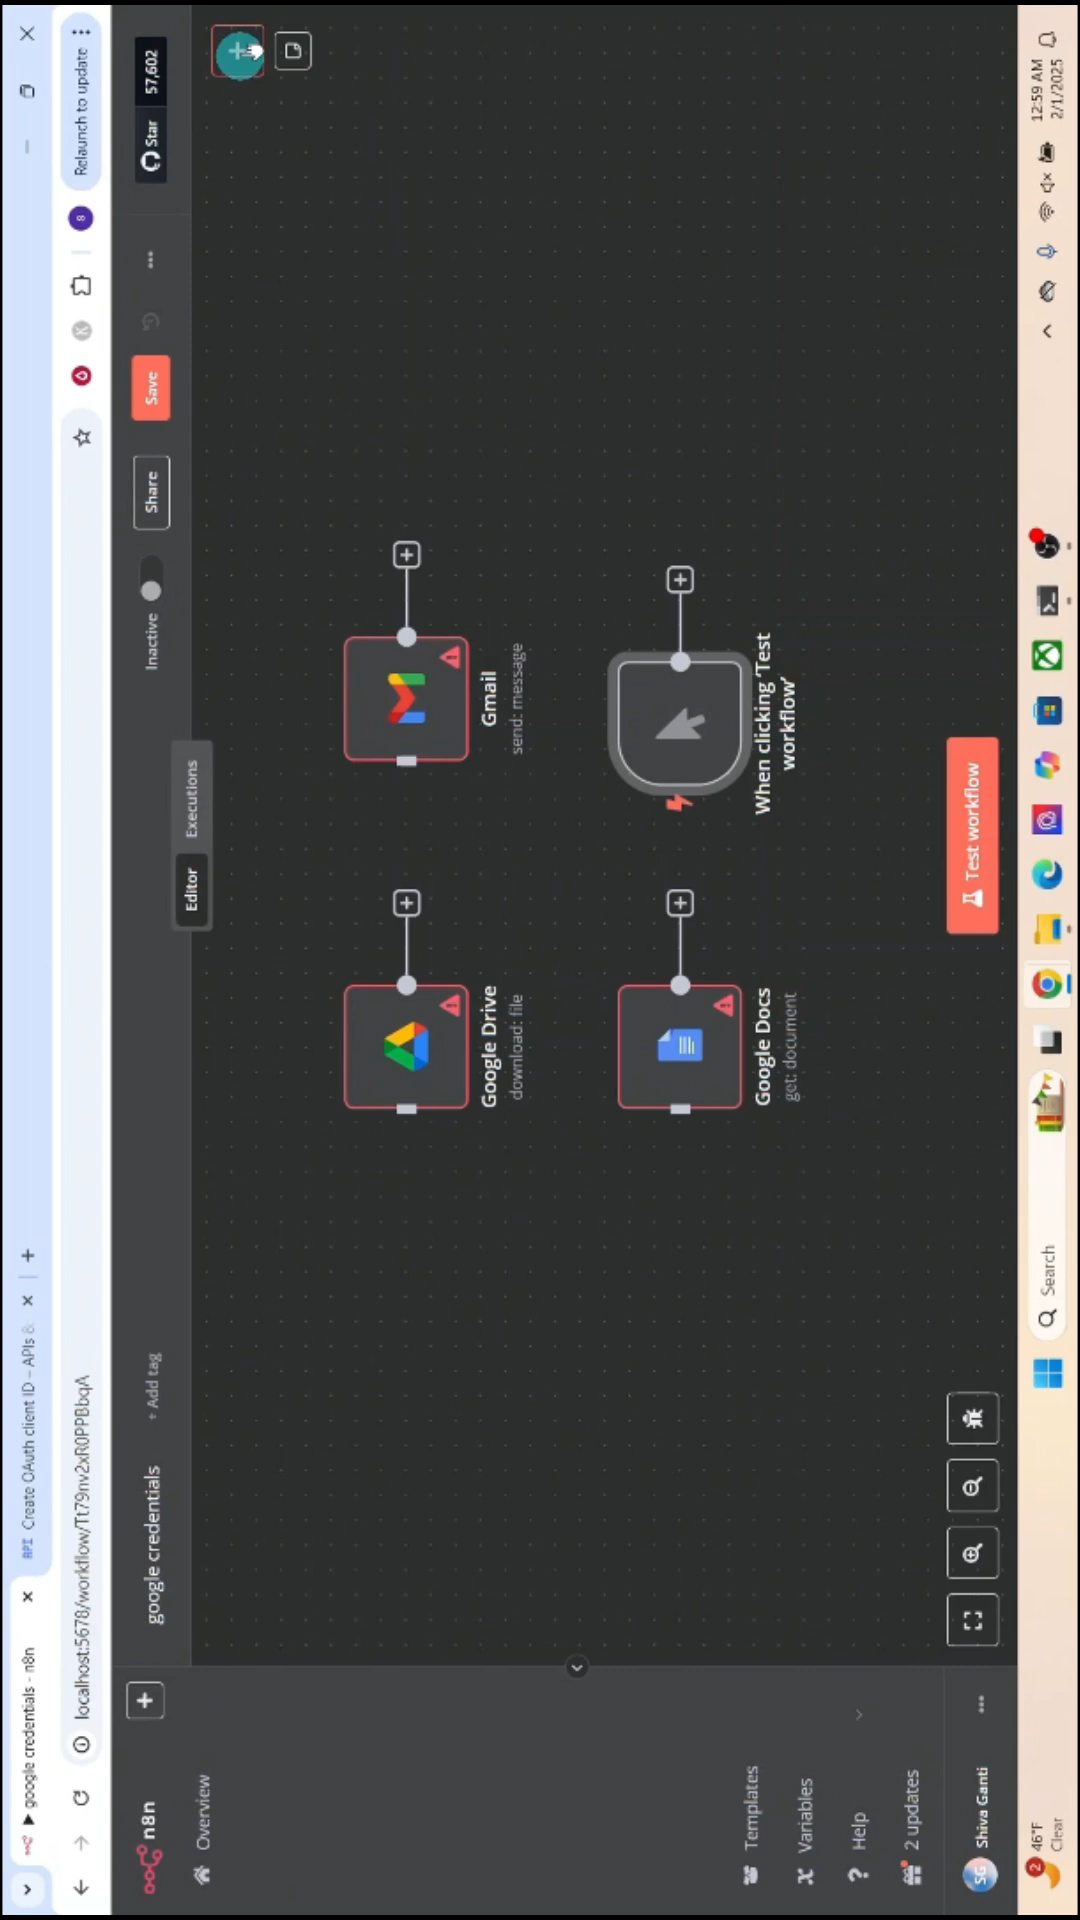 google credentials - n8n
API Create OAuth client ID – APIs &
localhost:5678/workflow/Tt79nv2xR0PPBbqA
Relaunch to update
n8n
google credentials
+ Add tag
Inactive
Share
Save
Star
57,602
Overview
Editor
Executions
Google Drive
download: file
Gmail
send: message
Google Docs
get: document
When clicking ‘Test
workflow’
Templates
Variables
Help
2 updates
SG
Shiva Ganti
Test workflow
2
46°F
Clear
Search
12:59 AM
2/1/2025